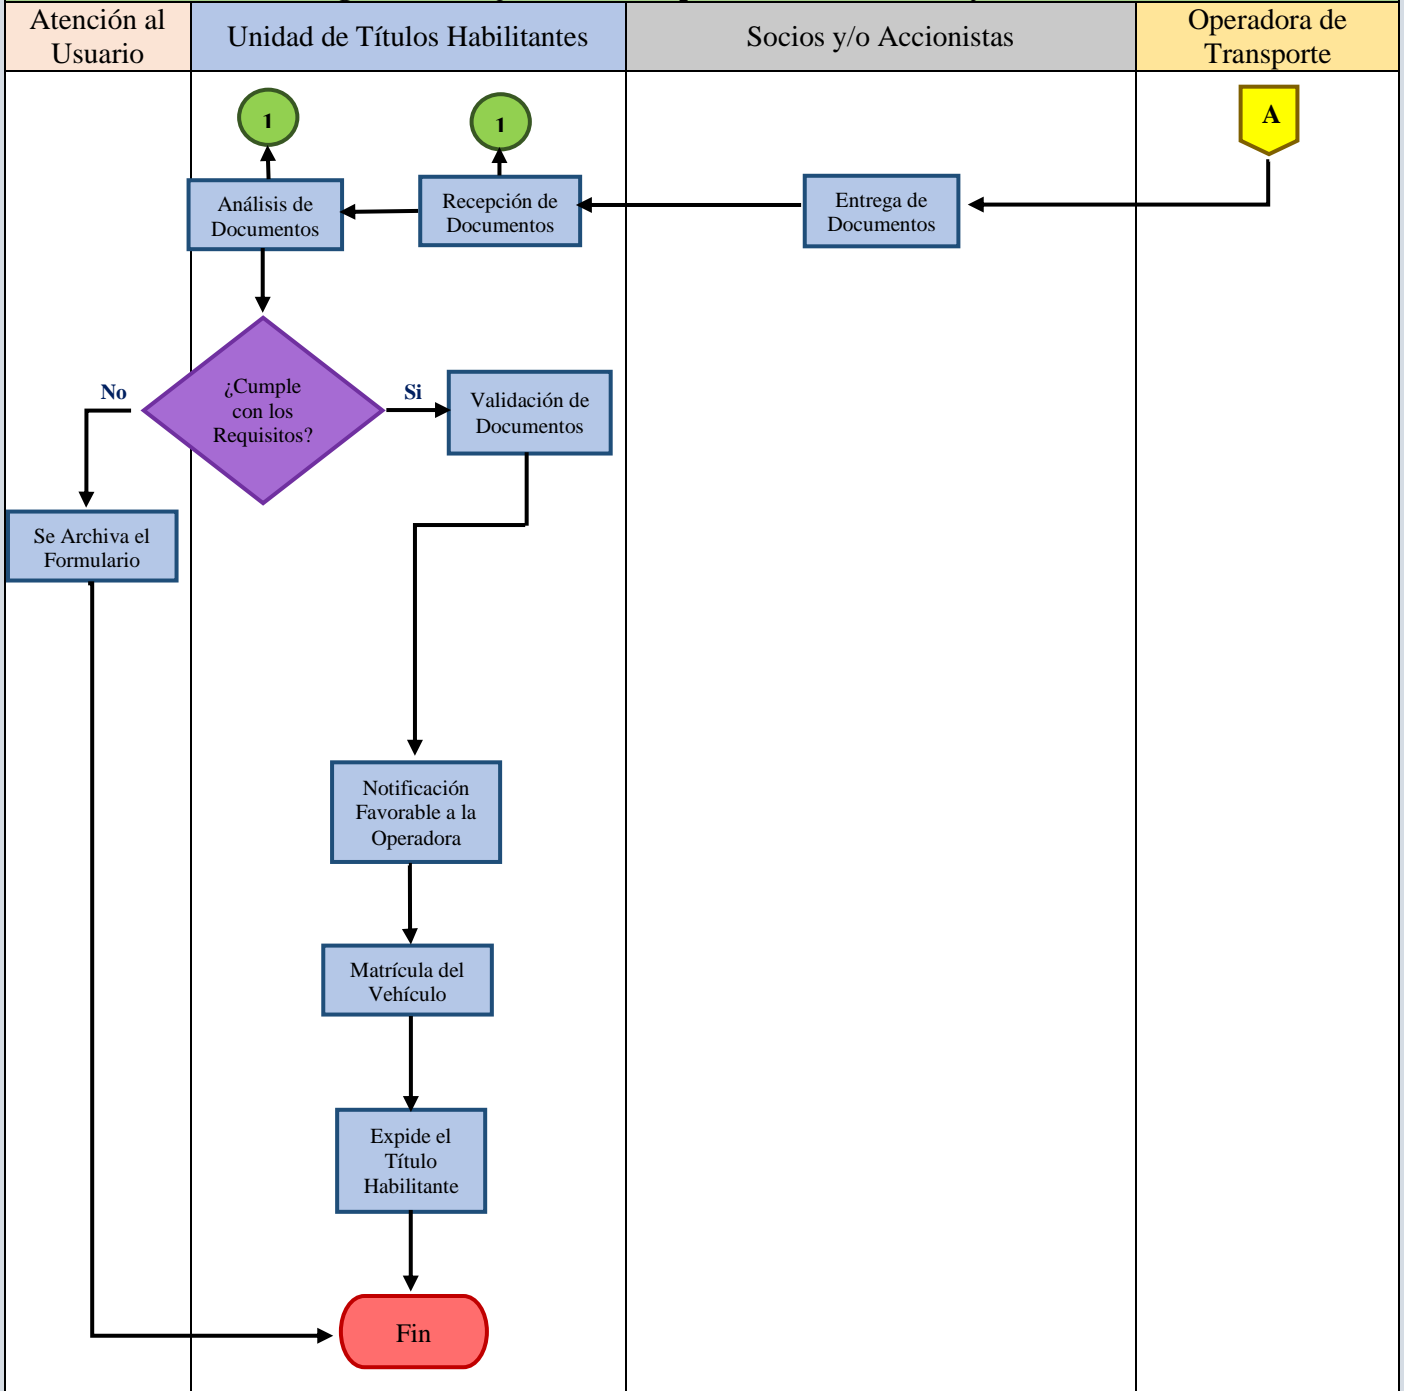 Atención al
Usuario
Unidad de Títulos Habilitantes
Socios y/o Accionistas
Operadora de
Transporte
1
1
A
Análisis de
Documentos
Recepción de
Documentos
Entrega de
Documentos
¿Cumple
con los
Requisitos?
No
Si
Validación de
Documentos
Se Archiva el
Formulario
Notificación
Favorable a la
Operadora
Matrícula del
Vehículo
Expide el
Título
Habilitante
Fin